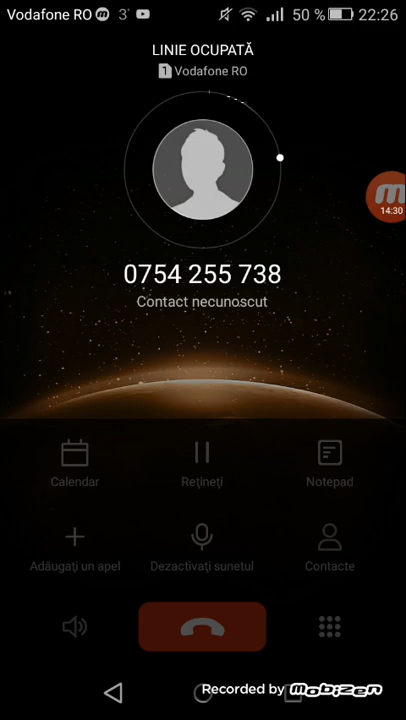 Vodafone RO 3° 50 % 22:26
LINIE OCUPATĂ
1 Vodafone RO
14:30
0754 255 738
Contact necunoscut
Calendar Rețineți Notepad
Adăugați un apel Dezactivați sunetul Contacte
Recorded by mobizen